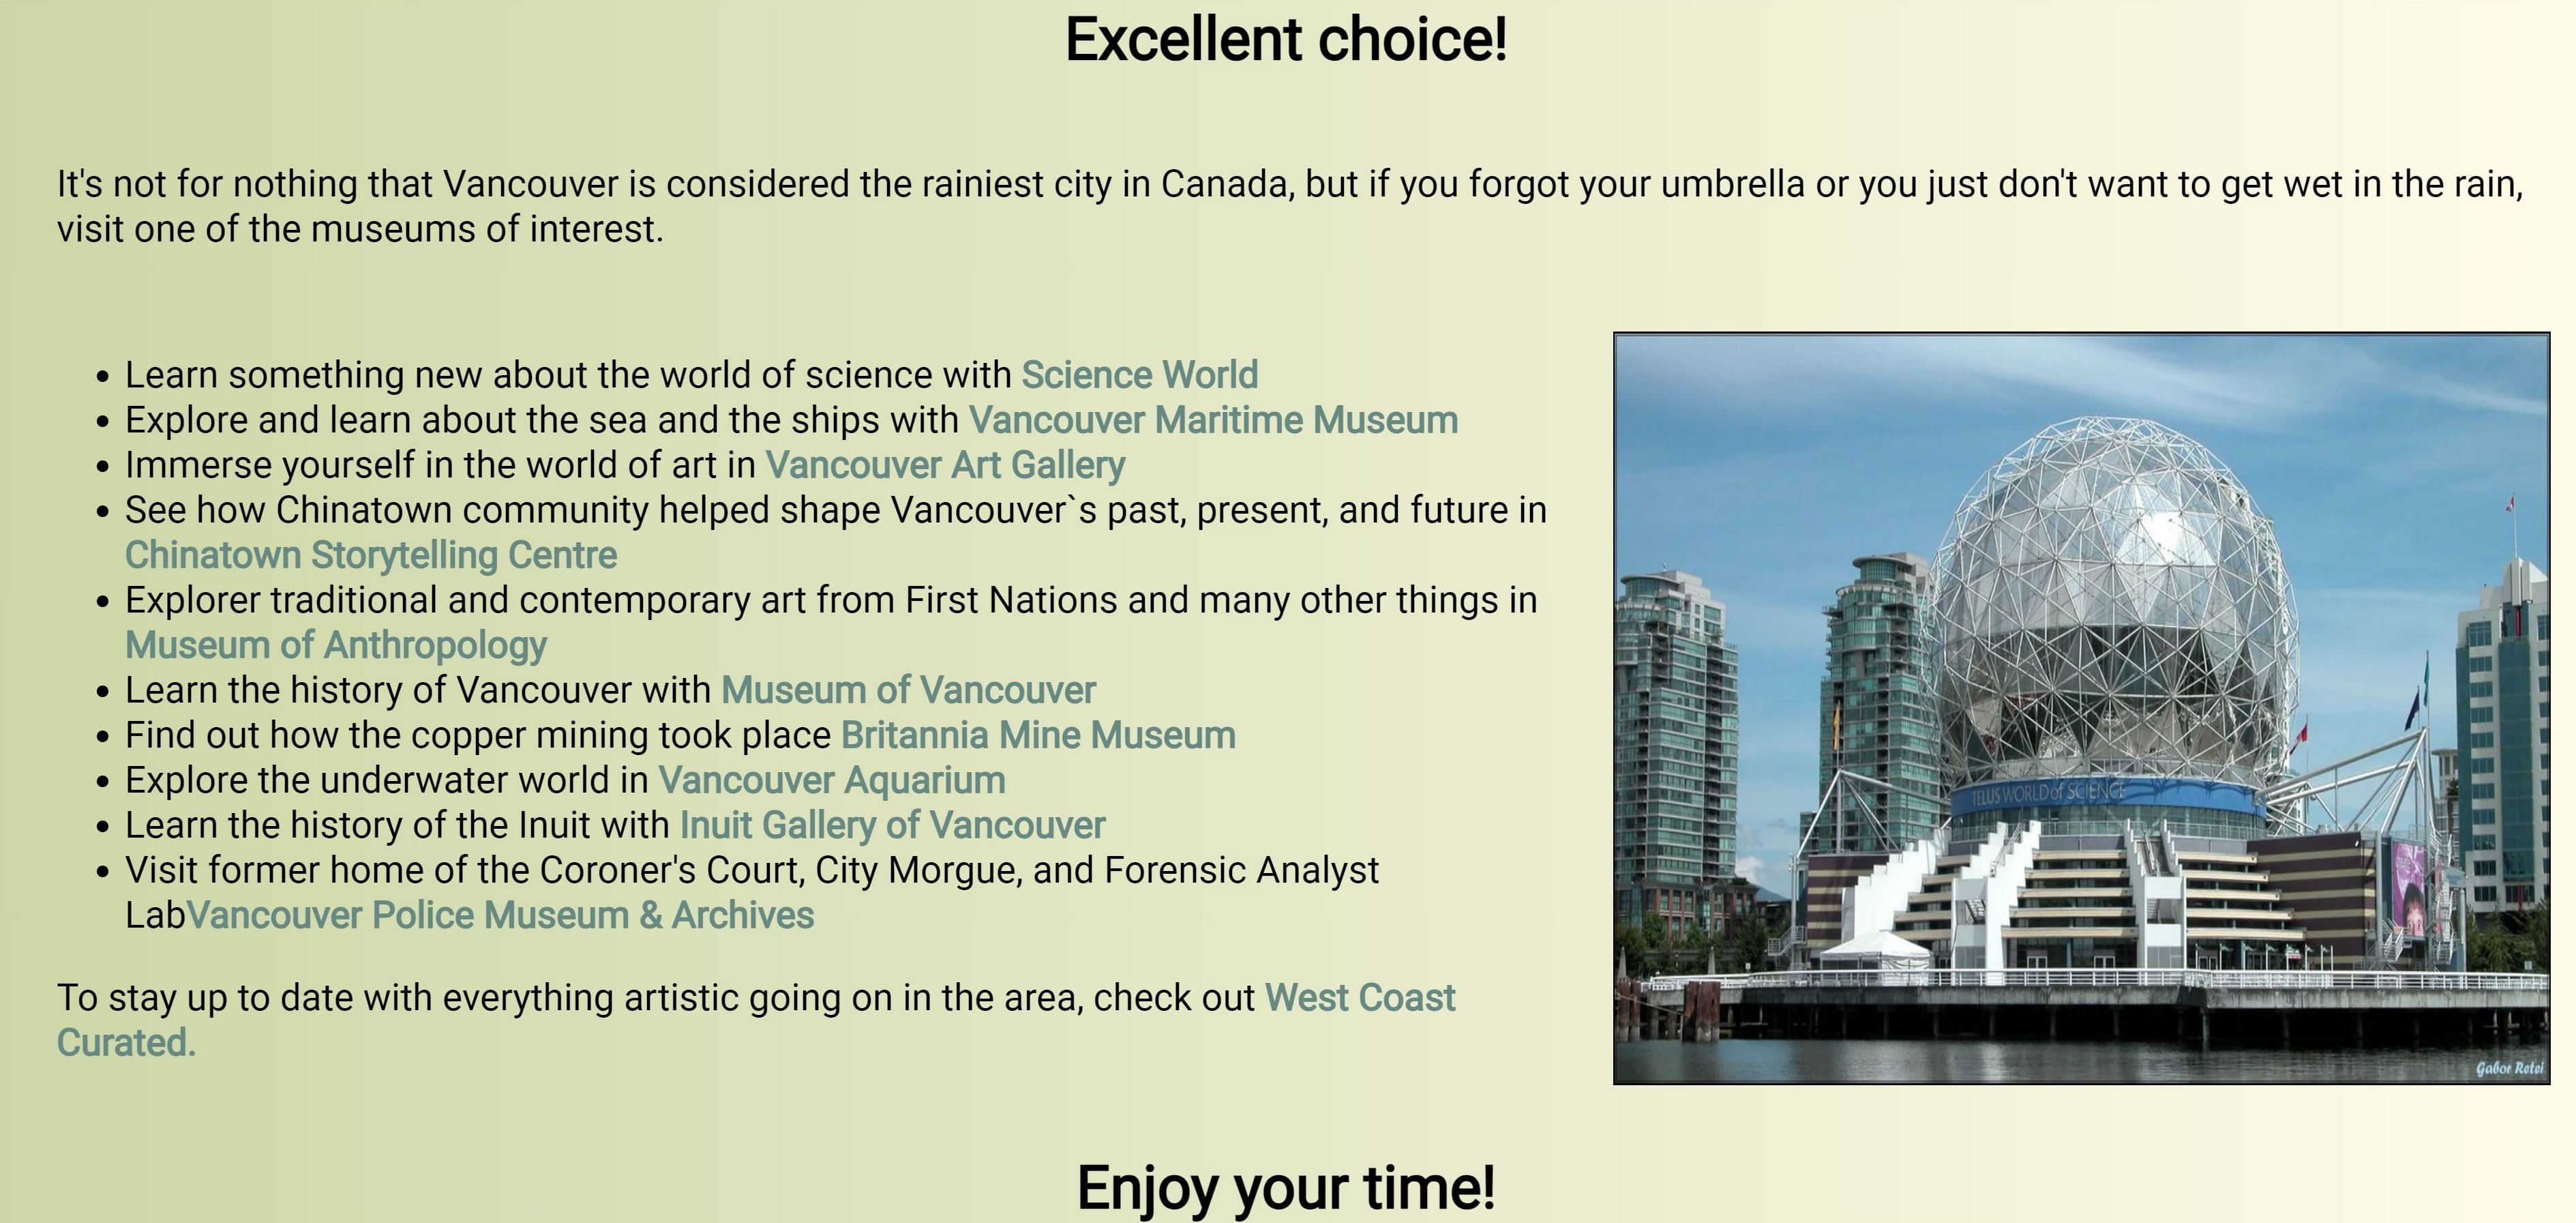 Excellent choice!
It's not for nothing that Vancouver is considered the rainiest city in Canada, but if you forgot your umbrella or you just don't want to get wet in the rain,
visit one of the museums of interest.
• Learn something new about the world of science with Science World
• Explore and learn about the sea and the ships with Vancouver Maritime Museum
• Immerse yourself in the world of art in Vancouver Art Gallery
• See how Chinatown community helped shape Vancouver`s past, present, and future in
Chinatown Storytelling Centre
• Explorer traditional and contemporary art from First Nations and many other things in
Museum of Anthropology
• Learn the history of Vancouver with Museum of Vancouver
• Find out how the copper mining took place Britannia Mine Museum
• Explore the underwater world in Vancouver Aquarium
• Learn the history of the Inuit with Inuit Gallery of Vancouver
• Visit former home of the Coroner's Court, City Morgue, and Forensic Analyst
LabVancouver Police Museum & Archives
To stay up to date with everything artistic going on in the area, check out West Coast
Curated.
TELUS WORLD of SCIENCE
Gabor Retei
Enjoy your time!